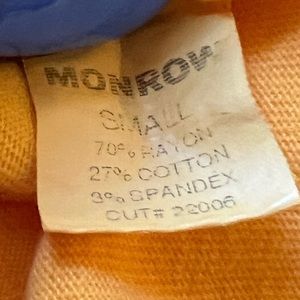 MONROW
SMALL
70% RAYON
27% COTTON
3% SPANDEX
CUT# 22006